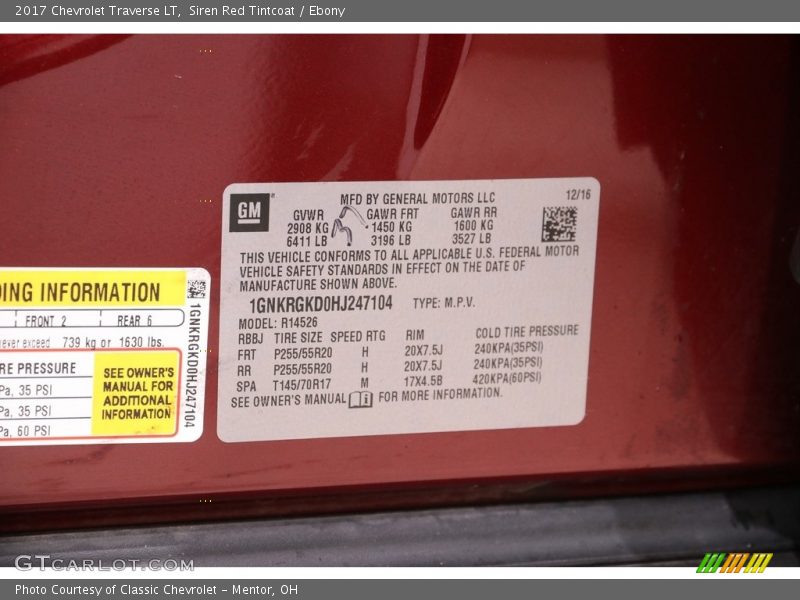 2017 Chevrolet Traverse LT, Siren Red Tintcoat / Ebony
GM
MFD BY GENERAL MOTORS LLC
12/16
GVWR GAWR FRT GAWR RR
2908 KG 1450 KG 1600 KG
6411 LB 3196 LB 3527 LB
THIS VEHICLE CONFORMS TO ALL APPLICABLE U.S. FEDERAL MOTOR
VEHICLE SAFETY STANDARDS IN EFFECT ON THE DATE OF
MANUFACTURE SHOWN ABOVE.
1GNKRGKD0HJ247104 TYPE: M.P.V.
MODEL: R14526
RBBJ TIRE SIZE SPEED RTG RIM COLD TIRE PRESSURE
FRT P255/55R20 H 20X7.5J 240KPA(35PSI)
RR P255/55R20 H 20X7.5J 240KPA(35PSI)
SPA T145/70R17 M 17X4.5B 420KPA(60PSI)
SEE OWNER'S MANUAL FOR MORE INFORMATION.
DING INFORMATION
FRONT 2 REAR 6
never exceed 739 kg or 1630 lbs.
RE PRESSURE
Pa, 35 PSI
Pa, 35 PSI
Pa, 60 PSI
SEE OWNER'S
MANUAL FOR
ADDITIONAL
INFORMATION
1GNKRGKD0HJ247104
GTCARLOT.COM
Photo Courtesy of Classic Chevrolet - Mentor, OH